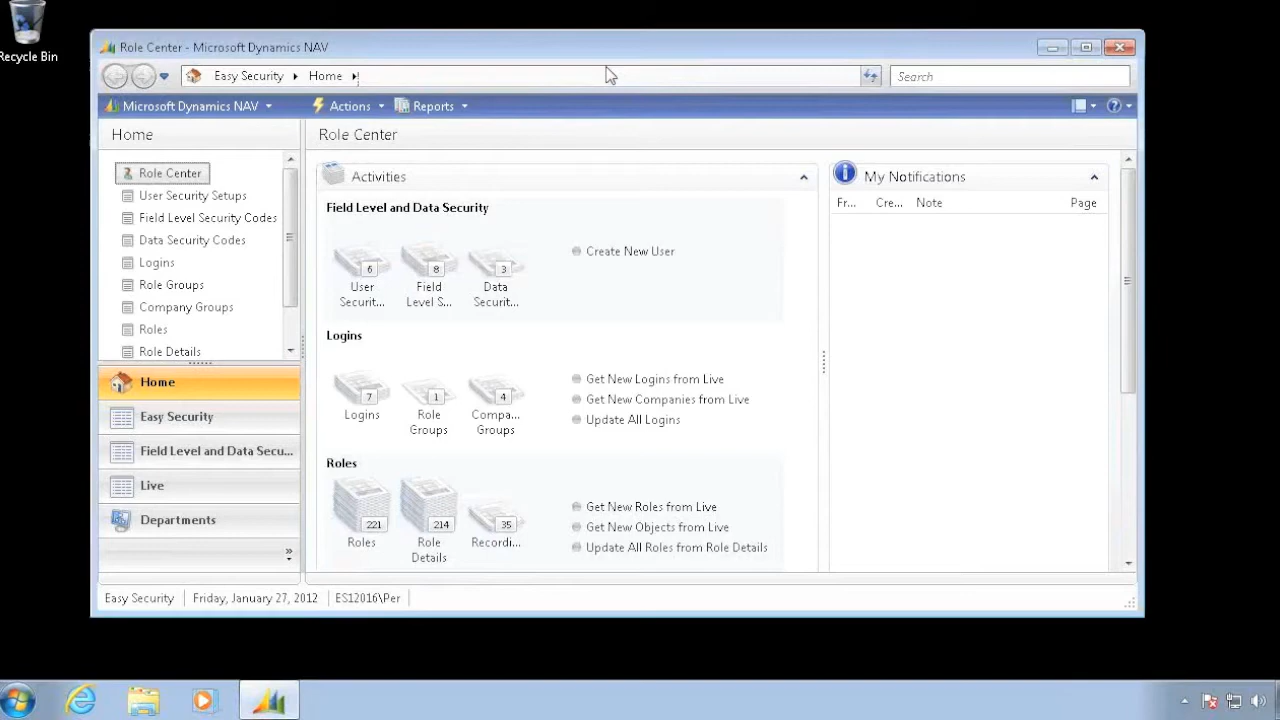 Recycle Bin
Role Center - Microsoft Dynamics NAV
Easy Security
Home
Search
Microsoft Dynamics NAV
Actions
Reports
Home
Role Center
Role Center
User Security Setups
Field Level Security Codes
Data Security Codes
Logins
Role Groups
Company Groups
Roles
Role Details
Home
Easy Security
Field Level and Data Secu...
Live
Departments
Activities
Field Level and Data Security
6
8
3
User
Securit...
Field
Level S...
Data
Securit...
Create New User
Logins
7
1
4
Logins
Role
Groups
Compa...
Groups
Get New Logins from Live
Get New Companies from Live
Update All Logins
Roles
221
214
35
Roles
Role
Details
Recordi...
Get New Roles from Live
Get New Objects from Live
Update All Roles from Role Details
My Notifications
Fr...
Cre...
Note
Page
Easy Security
Friday, January 27, 2012
ES12016\Per